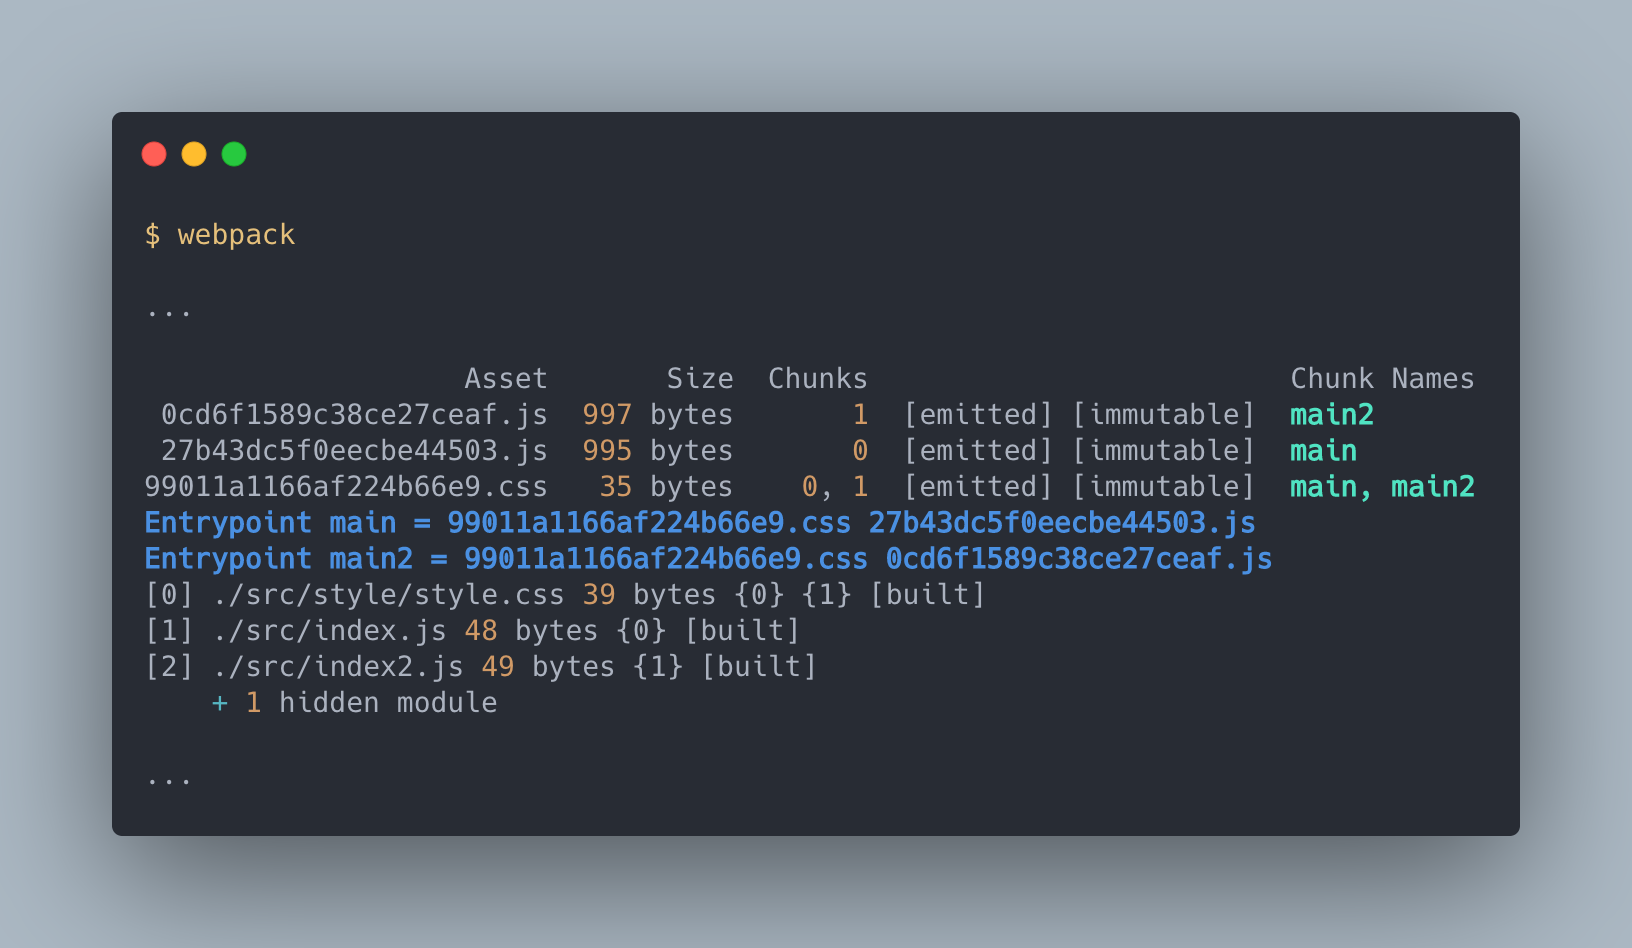 $ webpack
...
Asset Size Chunks Chunk Names
0cd6f1589c38ce27ceaf.js 997 bytes 1 [emitted] [immutable] main2
27b43dc5f0eecbe44503.js 995 bytes 0 [emitted] [immutable] main
99011a1166af224b66e9.css 35 bytes 0, 1 [emitted] [immutable] main, main2
Entrypoint main = 99011a1166af224b66e9.css 27b43dc5f0eecbe44503.js
Entrypoint main2 = 99011a1166af224b66e9.css 0cd6f1589c38ce27ceaf.js
[0] ./src/style/style.css 39 bytes {0} {1} [built]
[1] ./src/index.js 48 bytes {0} [built]
[2] ./src/index2.js 49 bytes {1} [built]
+ 1 hidden module
...